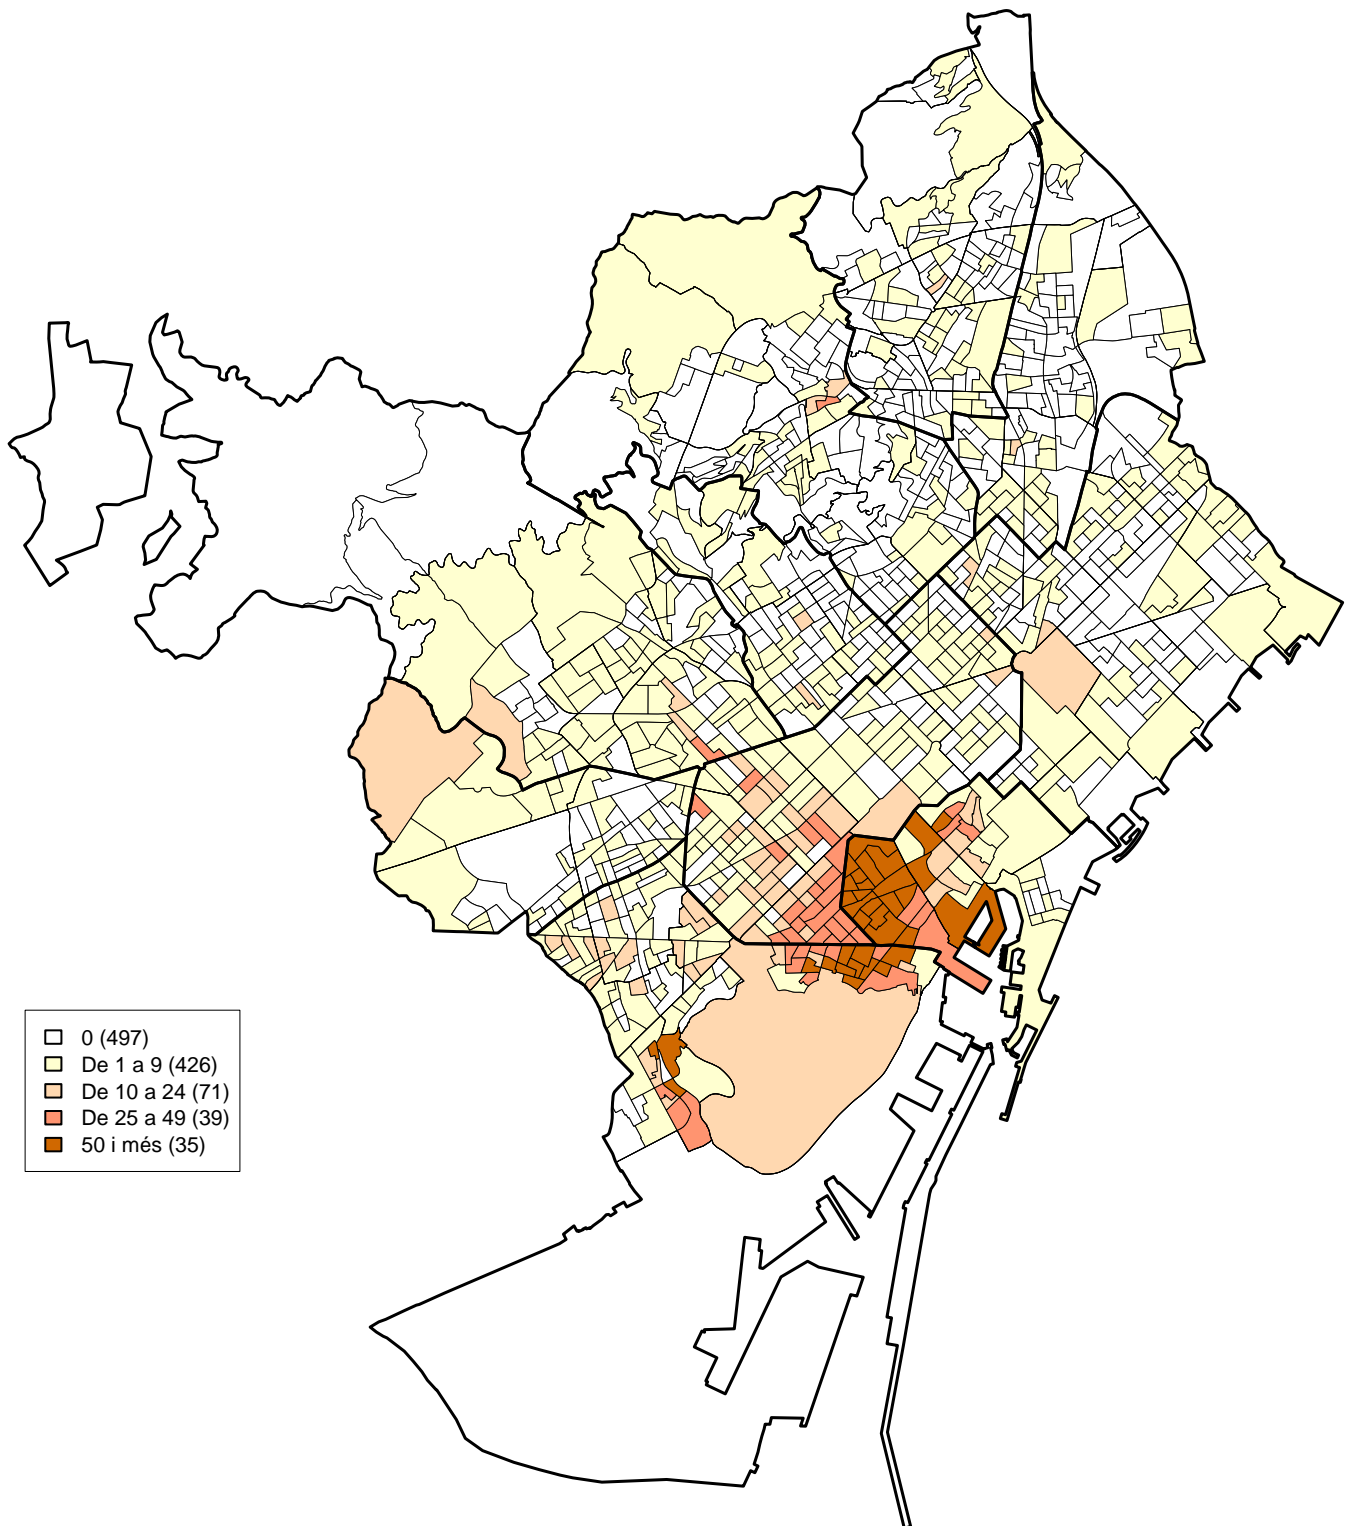 0 (497)
De 1 a 9 (426)
De 10 a 24 (71)
De 25 a 49 (39)
50 i més (35)